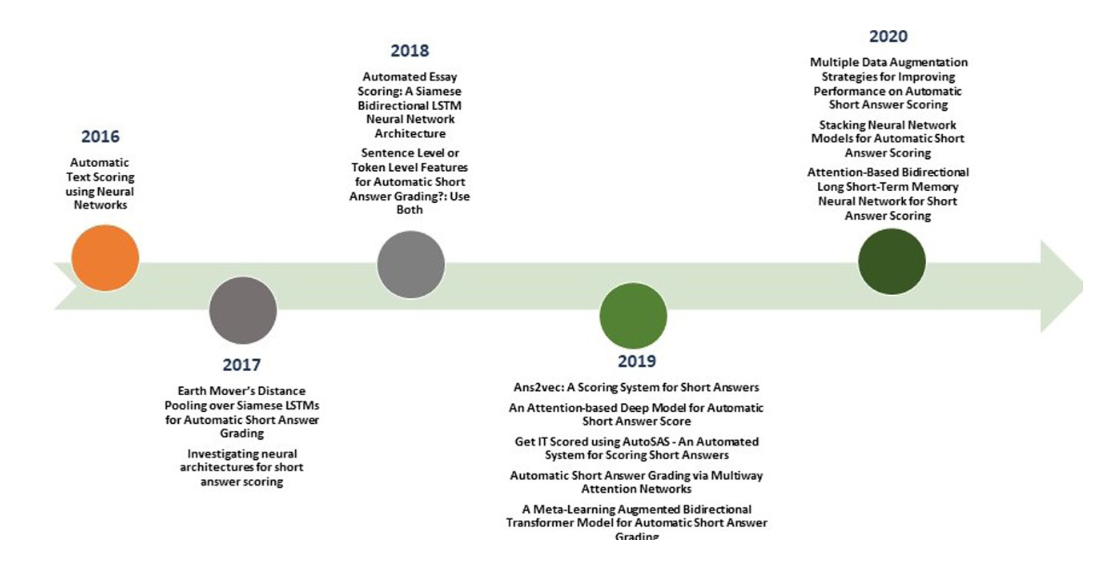 2016
Automatic
Text Scoring
using Neural
Networks
2017
Earth Mover's Distance
Pooling over Siamese LSTMs
for Automatic Short Answer
Grading
Investigating neural
architectures for short
answer scoring
2018
Automated Essay
Scoring: A Siamese
Bidirectional LSTM
Neural Network
Architecture
Sentence Level or
Token Level Features
for Automatic Short
Answer Grading?: Use
Both
2019
Ans2vec: A Scoring System for Short Answers
An Attention-based Deep Model for Automatic
Short Answer Score
Get IT Scored using AutoSAS - An Automated
System for Scoring Short Answers
Automatic Short Answer Grading via Multiway
Attention Networks
A Meta-Learning Augmented Bidirectional
Transformer Model for Automatic Short Answer
Grading
2020
Multiple Data Augmentation
Strategies for Improving
Performance on Automatic
Short Answer Scoring
Stacking Neural Network
Models for Automatic Short
Answer Scoring
Attention-Based Bidirectional
Long Short-Term Memory
Neural Network for Short
Answer Scoring